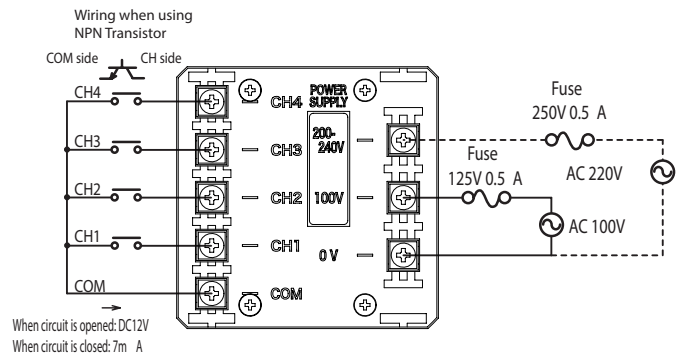 Wiring when using
NPN Transistor
COM side
CH side
CH4
CH3
CH2
CH1
COM
When circuit is opened: DC12V
When circuit is closed: 7m A
CH4
CH3
CH2
CH1
COM
POWER
SUPPLY
200-
240V
100V
0 V
Fuse
250V 0.5 A
Fuse
125V 0.5 A
AC 220V
AC 100V